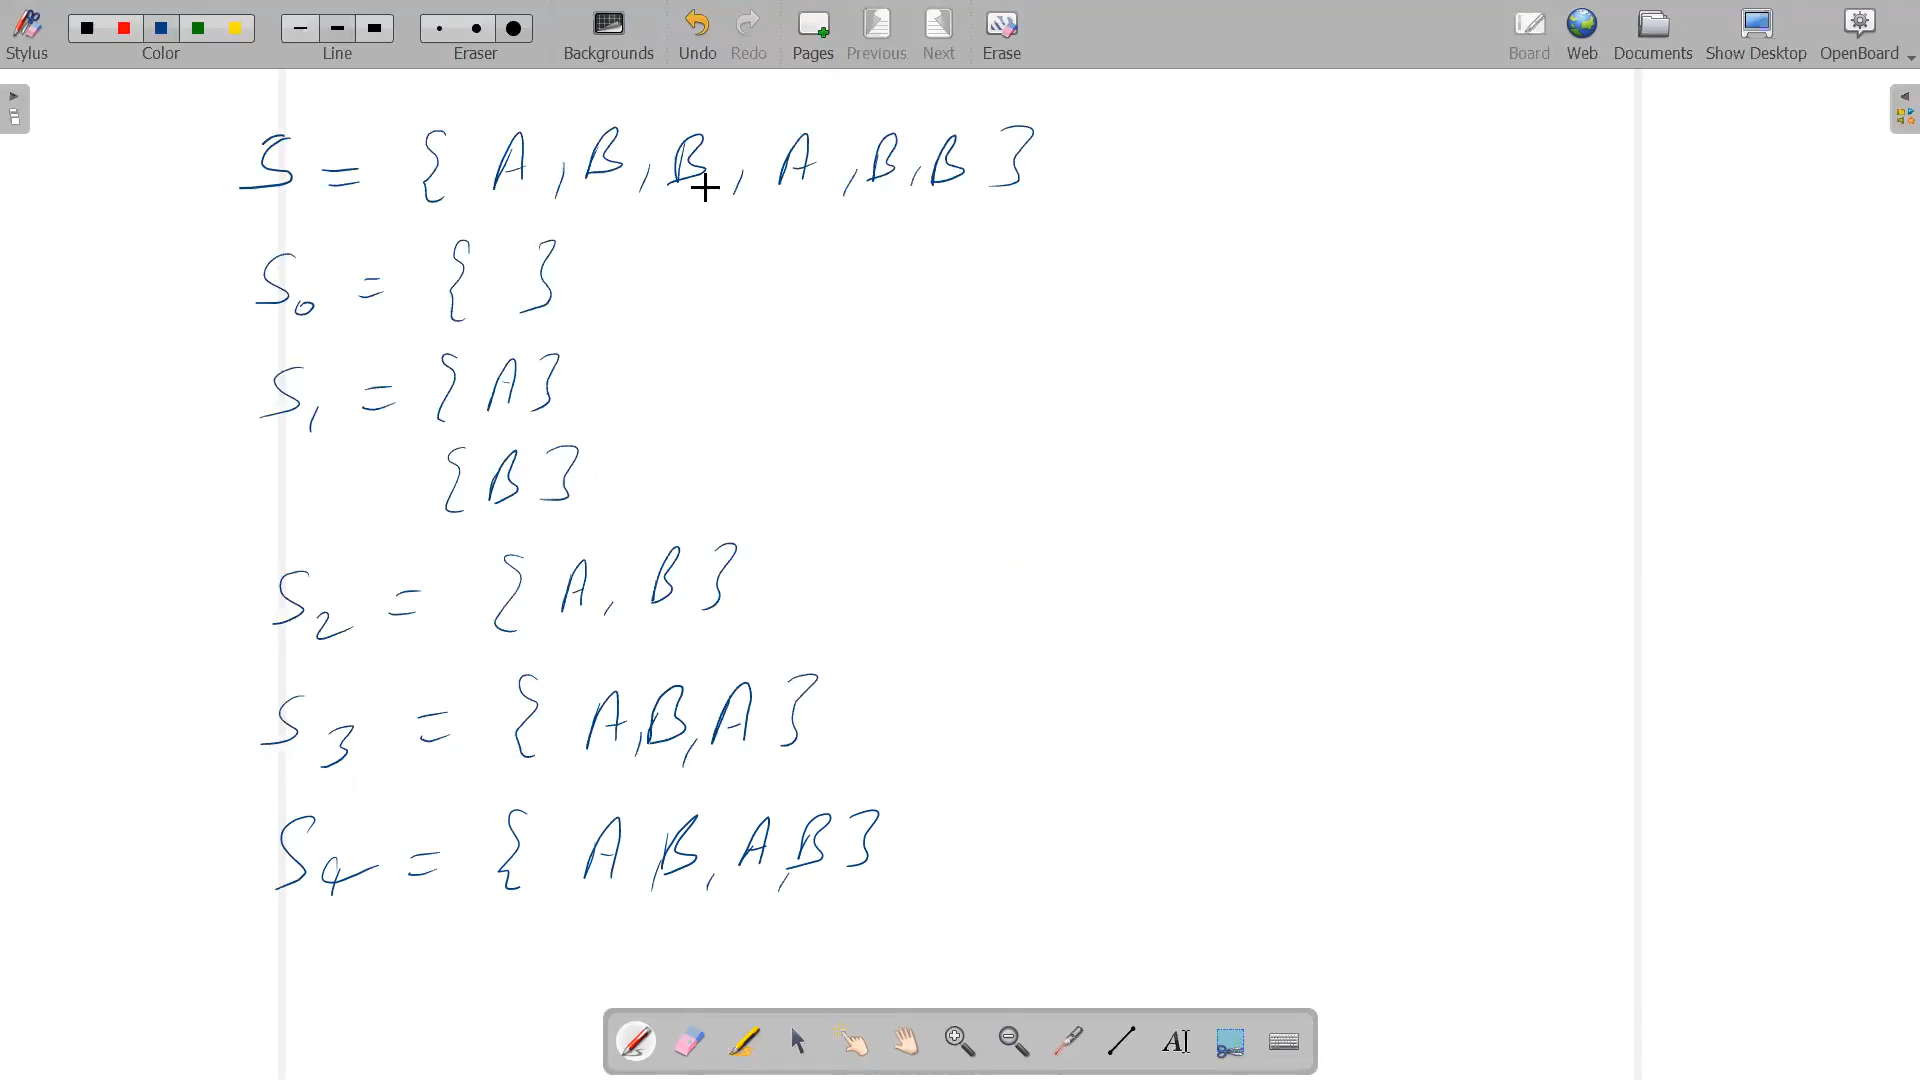 Stylus Color Line Eraser Backgrounds Undo Redo Pages Previous Next Erase Board Web Documents Show Desktop OpenBoard
S = { A , B , B , A , B , B }
S0 = { }
S1 = { A }
{ B }
S2 = { A , B }
S3 = { A , B , A }
S4 = { A , B , A , B }
AI